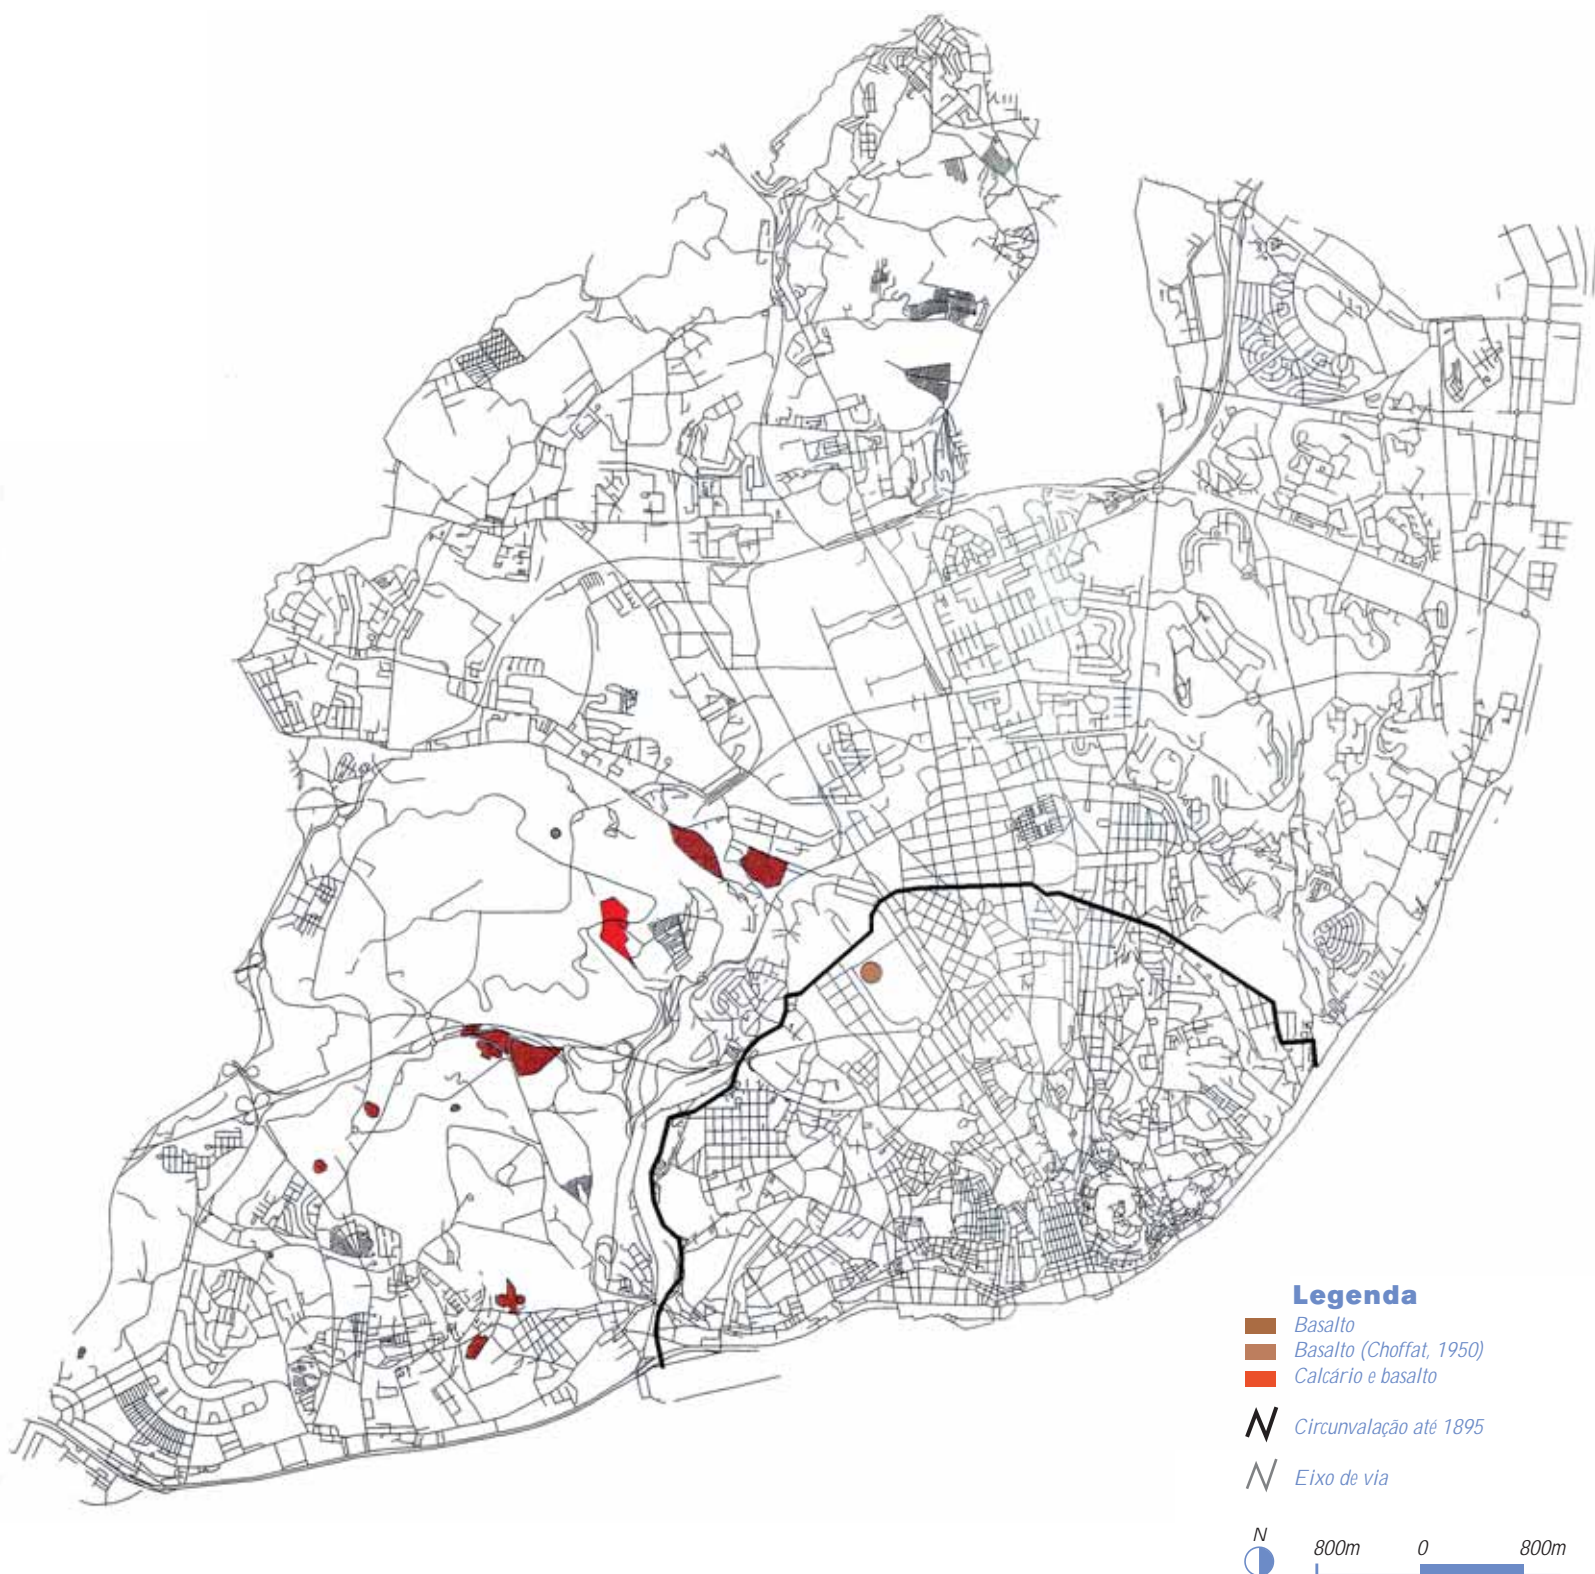 Legenda
Basalto
Basalto (Choffat, 1950)
Calcário e basalto
Circunvalação até 1895
Eixo de via
N
800m 0 800m